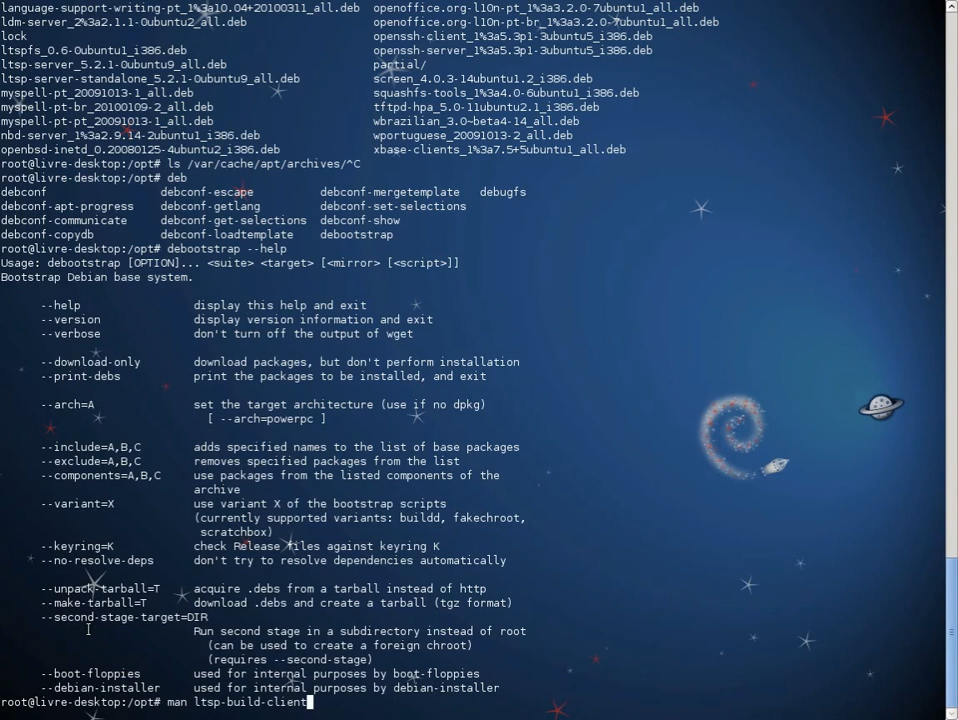 language-support-writing-pt_1%3a10.04+20100311_all.deb  openoffice.org-l10n-pt_1%3a3.2.0-7ubuntu1_all.deb
ldm-server_2%3a2.1.1-0ubuntu2_all.deb  openoffice.org-l10n-pt-br_1%3a3.2.0-7ubuntu1_all.deb
lock  openssh-client_1%3a5.3p1-3ubuntu5_i386.deb
ltspfs_0.6-0ubuntu1_i386.deb  openssh-server_1%3a5.3p1-3ubuntu5_i386.deb
ltsp-server_5.2.1-0ubuntu9_all.deb  partial/
ltsp-server-standalone_5.2.1-0ubuntu9_all.deb  screen_4.0.3-14ubuntu1.2_i386.deb
myspell-pt_20091013-1_all.deb  squashfs-tools_1%3a4.0-6ubuntu1_i386.deb
myspell-pt-br_20100109-2_all.deb  tftpd-hpa_5.0-11ubuntu2.1_i386.deb
myspell-pt-pt_20091013-1_all.deb  wbrazilian_3.0~beta4-14_all.deb
nbd-server_1%3a2.9.14-2ubuntu1_i386.deb  wportuguese_20091013-2_all.deb
openbsd-inetd_0.20080125-4ubuntu2_i386.deb  xbase-clients_1%3a7.5+5ubuntu1_all.deb
root@livre-desktop:/opt# ls /var/cache/apt/archives/^C
root@livre-desktop:/opt# deb
debconf  debconf-escape  debconf-mergetemplate  debugfs
debconf-apt-progress  debconf-getlang  debconf-set-selections
debconf-communicate  debconf-get-selections  debconf-show
debconf-copydb  debconf-loadtemplate  debootstrap
root@livre-desktop:/opt# debootstrap --help
Usage: debootstrap [OPTION]... <suite> <target> [<mirror> [<script>]]
Bootstrap Debian base system.
--help  display this help and exit
--version  display version information and exit
--verbose  don't turn off the output of wget
--download-only  download packages, but don't perform installation
--print-debs  print the packages to be installed, and exit
--arch=A  set the target architecture (use if no dpkg)
[ --arch=powerpc ]
--include=A,B,C  adds specified names to the list of base packages
--exclude=A,B,C  removes specified packages from the list
--components=A,B,C  use packages from the listed components of the
archive
--variant=X  use variant X of the bootstrap scripts
(currently supported variants: buildd, fakechroot,
scratchbox)
--keyring=K  check Release files against keyring K
--no-resolve-deps  don't try to resolve dependencies automatically
--unpack-tarball=T  acquire .debs from a tarball instead of http
--make-tarball=T  download .debs and create a tarball (tgz format)
--second-stage-target=DIR
Run second stage in a subdirectory instead of root
(can be used to create a foreign chroot)
(requires --second-stage)
--boot-floppies  used for internal purposes by boot-floppies
--debian-installer  used for internal purposes by debian-installer
root@livre-desktop:/opt# man ltsp-build-client